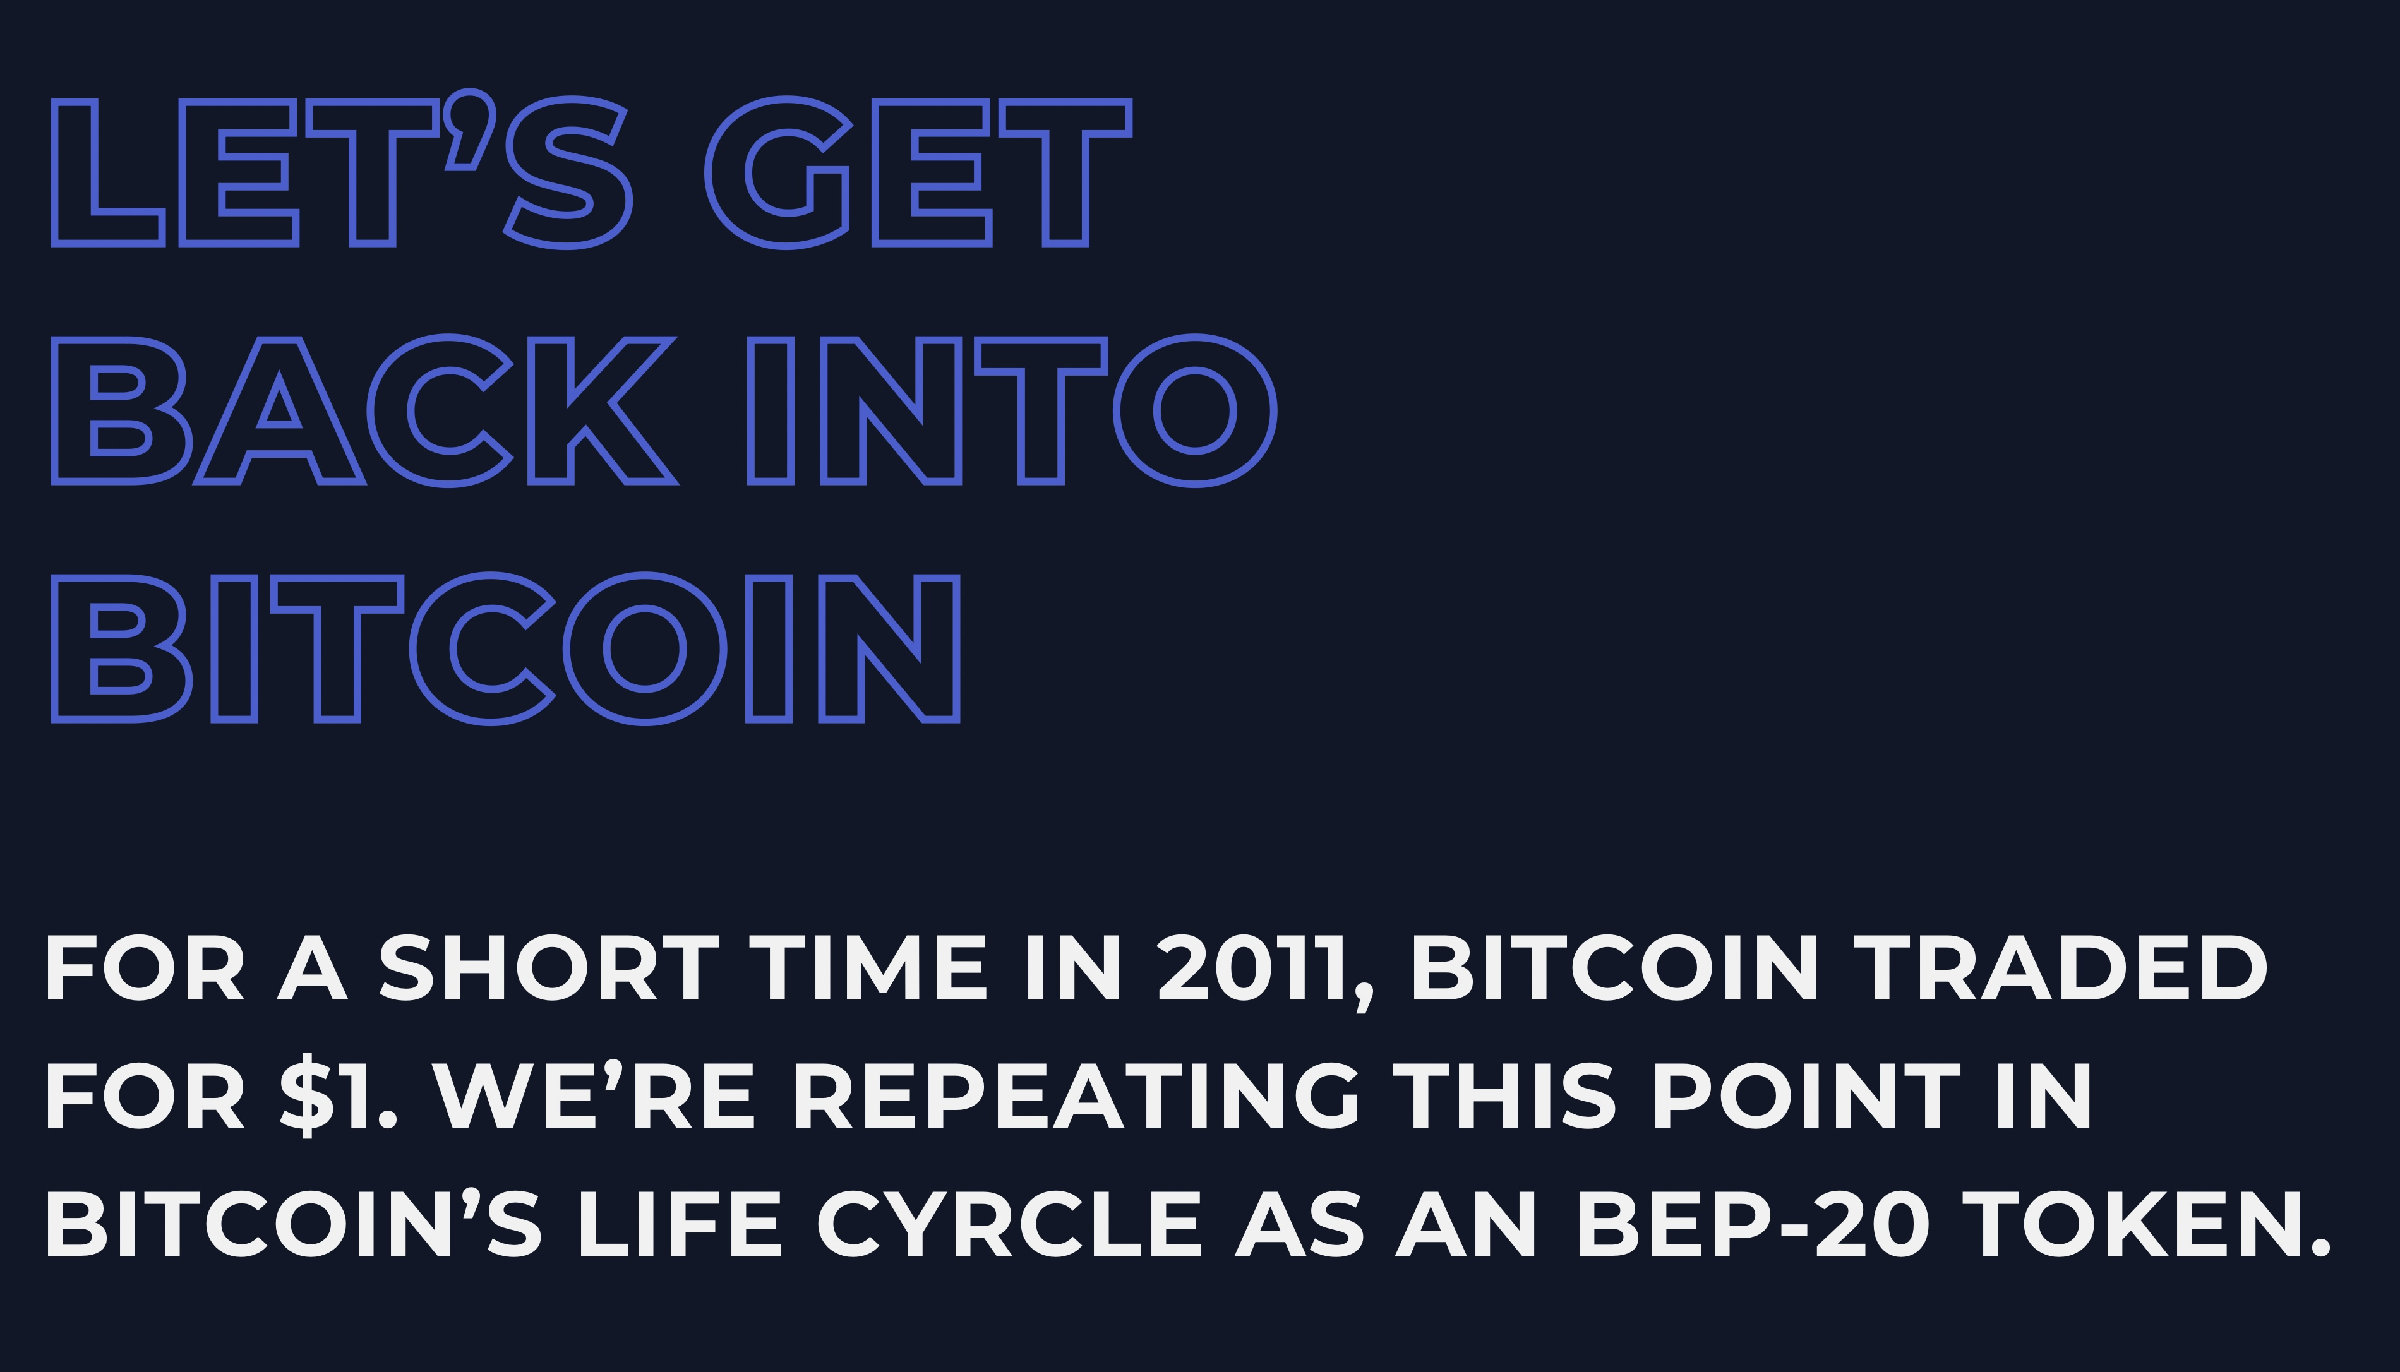 LET’S GET
BACK INTO
BITCOIN
FOR A SHORT TIME IN 2011, BITCOIN TRADED
FOR $1. WE’RE REPEATING THIS POINT IN
BITCOIN’S LIFE CYRCLE AS AN BEP-20 TOKEN.